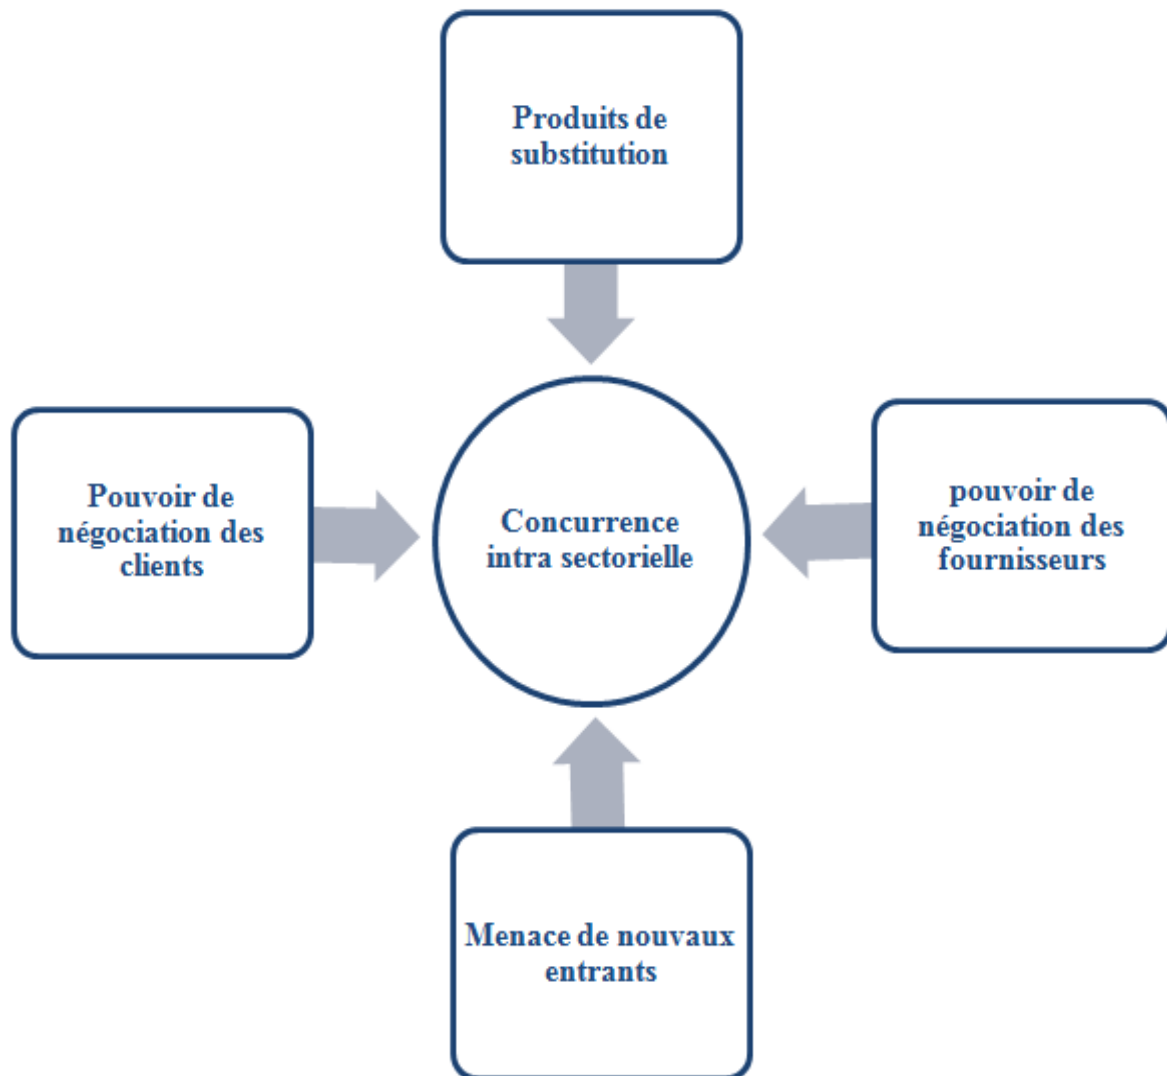 Produits de
substitution
Pouvoir de
négociation des
clients
Concurrence
intra sectorielle
pouvoir de
négociation des
fournisseurs
Menace de nouvaux
entrants